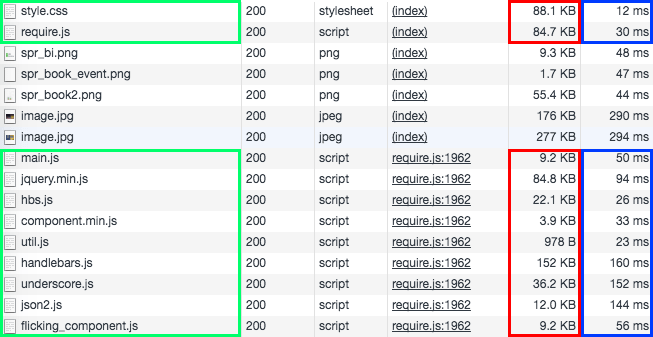 style.css 200 stylesheet (index) 88.1 KB 12 ms
require.js 200 script (index) 84.7 KB 30 ms
spr_bi.png 200 png (index) 9.3 KB 48 ms
spr_book_event.png 200 png (index) 1.7 KB 47 ms
spr_book2.png 200 png (index) 55.4 KB 44 ms
image.jpg 200 jpeg (index) 176 KB 290 ms
image.jpg 200 jpeg (index) 277 KB 294 ms
main.js 200 script require.js:1962 9.2 KB 50 ms
jquery.min.js 200 script require.js:1962 84.8 KB 94 ms
hbs.js 200 script require.js:1962 22.1 KB 26 ms
component.min.js 200 script require.js:1962 3.9 KB 33 ms
util.js 200 script require.js:1962 978 B 23 ms
handlebars.js 200 script require.js:1962 152 KB 160 ms
underscore.js 200 script require.js:1962 36.2 KB 152 ms
json2.js 200 script require.js:1962 12.0 KB 144 ms
flicking_component.js 200 script require.js:1962 9.2 KB 56 ms